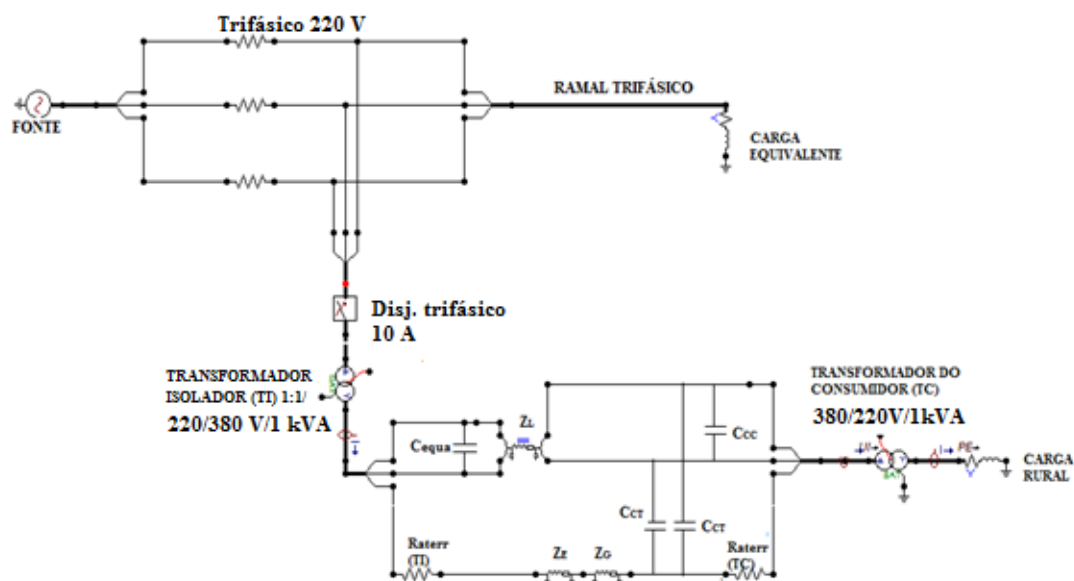 Trifásico 220 V
FONTE
RAMAL TRIFÁSICO
CARGA
EQUIVALENTE
Disj. trifásico
10 A
TRANSFORMADOR
ISOLADOR (TI) 1:1/
220/380 V/1 kVA
TRANSFORMADOR DO
CONSUMIDOR (TC)
380/220V/1kVA
ZL
Cequa
CCC
CCT
CCT
CARGA
RURAL
Raterr
(TI)
ZE
ZG
Raterr
(TC)